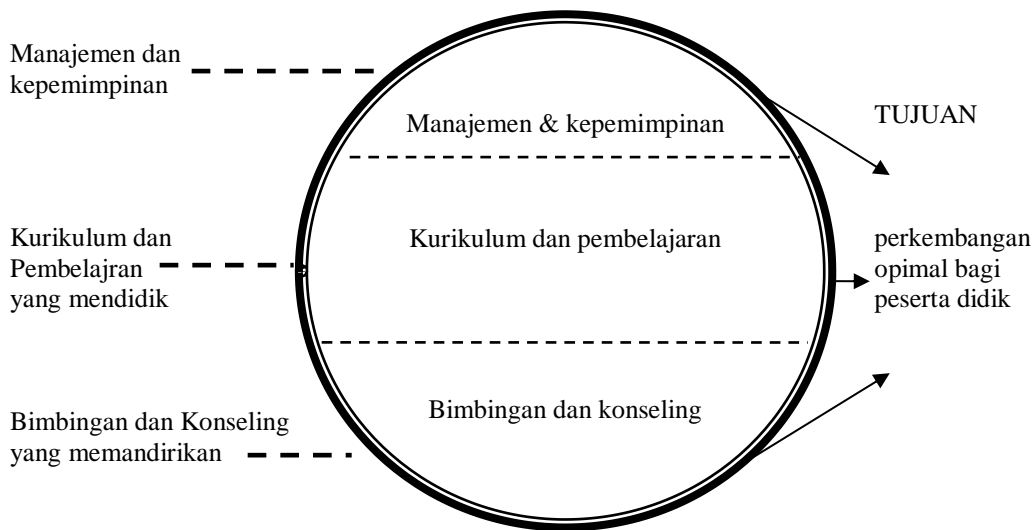 Manajemen dan
kepemimpinan
Manajemen & kepemimpinan
TUJUAN
Kurikulum dan
Pembelajran
yang mendidik
Kurikulum dan pembelajaran
perkembangan
opimal bagi
peserta didik
Bimbingan dan Konseling
yang memandirikan
Bimbingan dan konseling